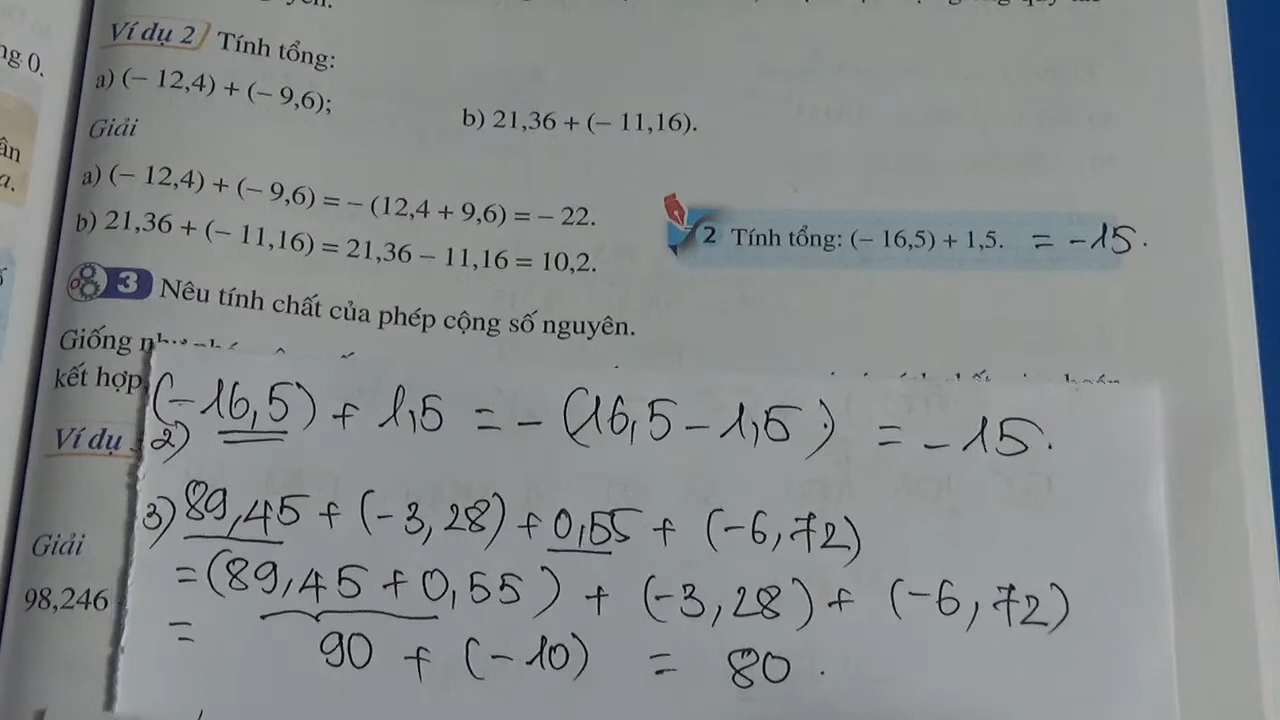 Ví dụ 2 Tính tổng:
a) (– 12,4) + (– 9,6);
b) 21,36 + (– 11,16).
Giải
a) (– 12,4) + (– 9,6) = – (12,4 + 9,6) = – 22.
b) 21,36 + (– 11,16) = 21,36 – 11,16 = 10,2.
2 Tính tổng: (– 16,5) + 1,5. = -15.
3 Nêu tính chất của phép cộng số nguyên.
Giống
kết hợp
Ví dụ
Giải
98,246
2) (-16,5) + 1,5 = - (16,5 - 1,5) = -15.
3) 89,45 + (-3,28) + 0,55 + (-6,72)
= (89,45 + 0,55) + (-3,28) + (-6,72)
= 90 + (-10) = 80.
ng 0.
ân
a.